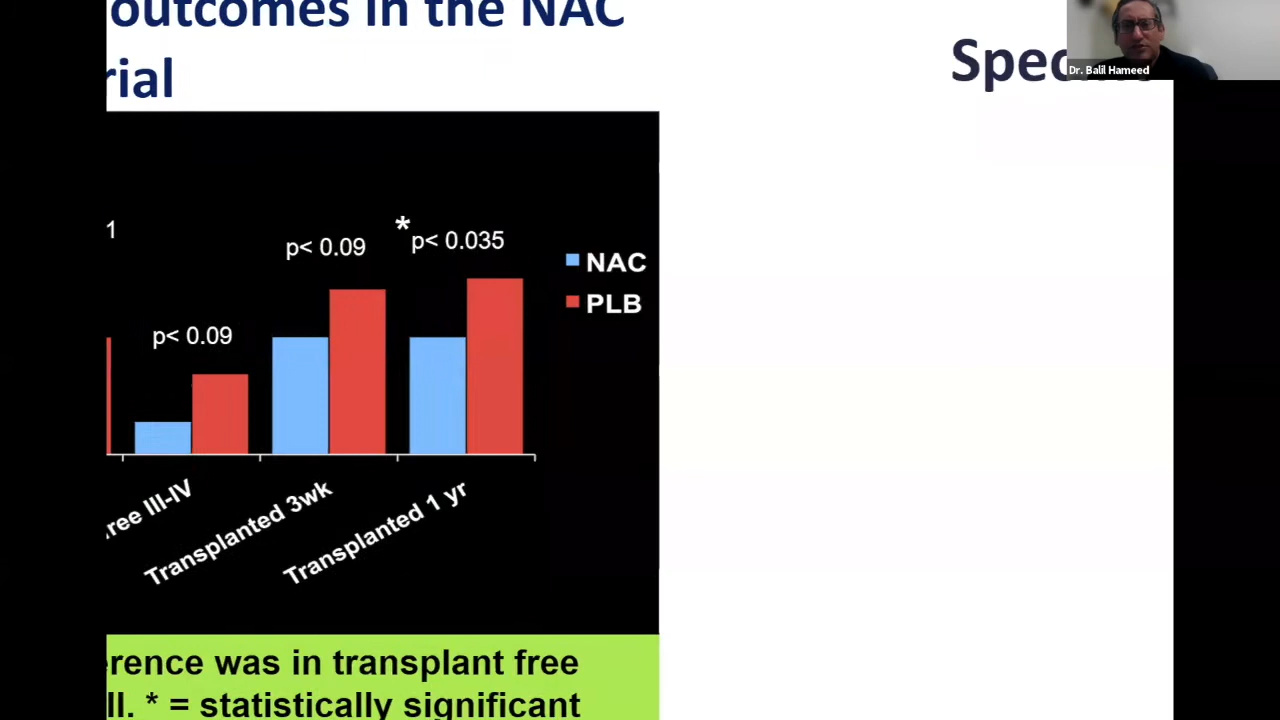 outcomes in the NAC
rial
Spec
Dr. Balil Hameed
1
p< 0.09
p< 0.09
*
p< 0.035
NAC
PLB
ree III-IV
Transplanted 3wk
Transplanted 1 yr
erence was in transplant free
II. * = statistically significant